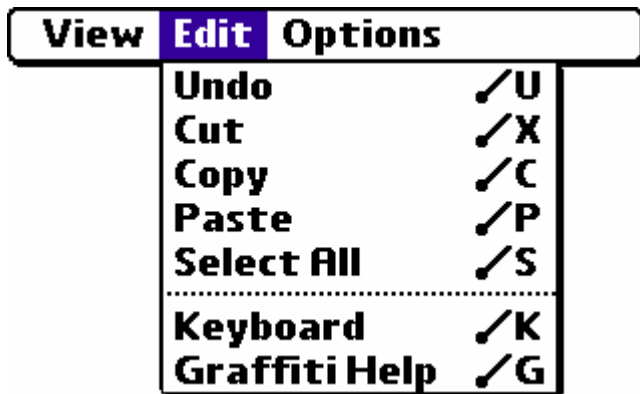 View Edit Options
Undo /U
Cut /X
Copy /C
Paste /P
Select All /S
Keyboard /K
Graffiti Help /G